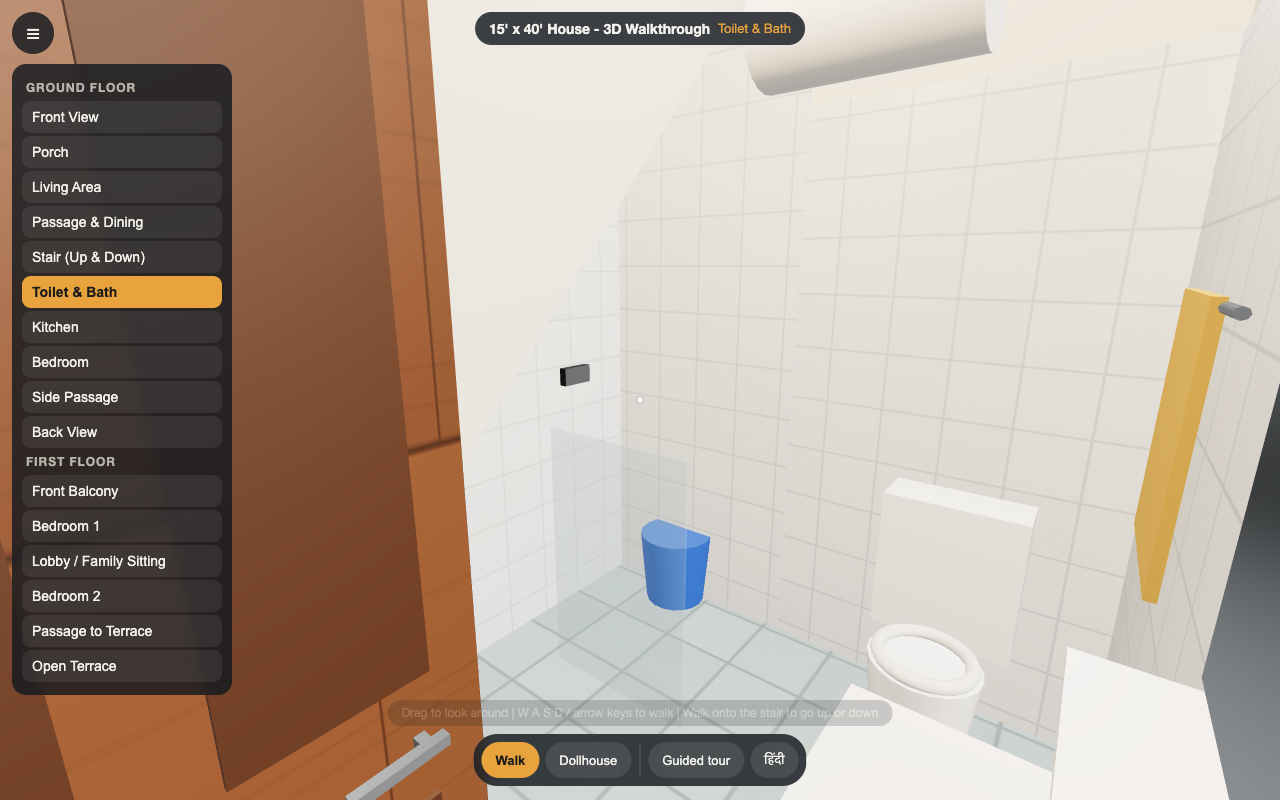 15' x 40' House - 3D Walkthrough Toilet & Bath
GROUND FLOOR
Front View
Porch
Living Area
Passage & Dining
Stair (Up & Down)
Toilet & Bath
Kitchen
Bedroom
Side Passage
Back View
FIRST FLOOR
Front Balcony
Bedroom 1
Lobby / Family Sitting
Bedroom 2
Passage to Terrace
Open Terrace
Drag to look around | W A S D / arrow keys to walk | Walk onto the stair to go up or down
Walk Dollhouse Guided tour हिंदी